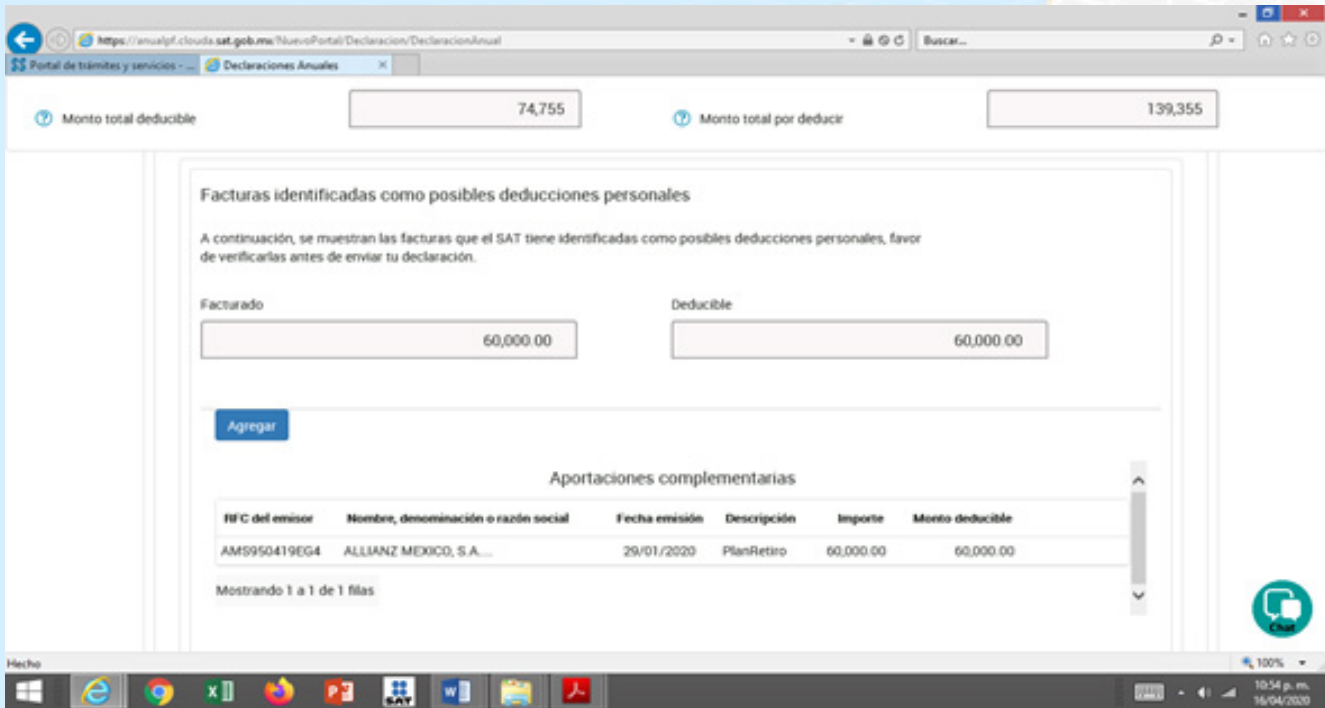 https://anualpf.clouda.sat.gob.mx/NuevoPortal/Declaracion/DeclaracionAnual
Buscar...
Portal de trámites y servicios - ...
Declaraciones Anuales
Monto total deducible
74,755
Monto total por deducir
139,355
Facturas identificadas como posibles deducciones personales
A continuación, se muestran las facturas que el SAT tiene identificadas como posibles deducciones personales, favor
de verificarlas antes de enviar tu declaración.
Facturado
Deducible
60,000.00
60,000.00
Agregar
Aportaciones complementarias
RFC del emisor Nombre, denominación o razón social Fecha emisión Descripción Importe Monto deducible
AMS950419EG4 ALLIANZ MEXICO, S.A.... 29/01/2020 PlanRetiro 60,000.00 60,000.00
Mostrando 1 a 1 de 1 filas
Chat
Hecho
100%
SAT
10:54 p. m.
16/04/2020